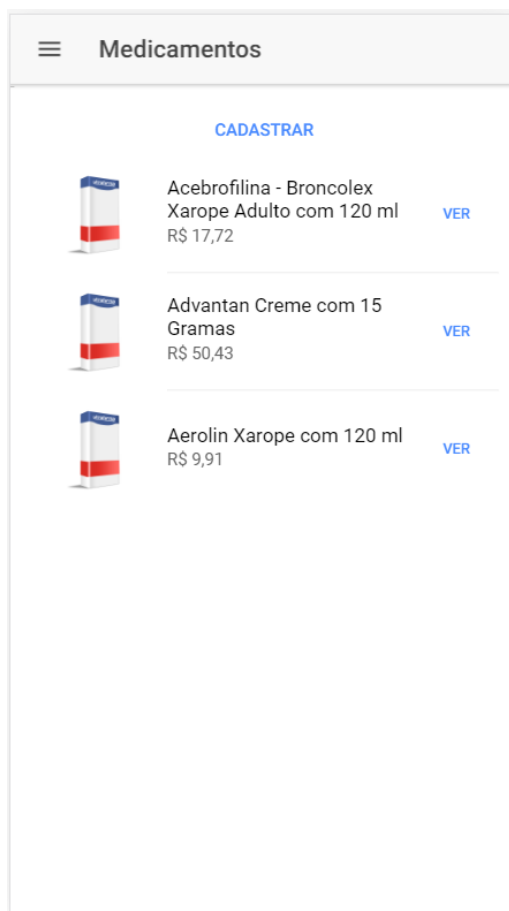 Medicamentos
CADASTRAR
Acebrofilina - Broncolex
Xarope Adulto com 120 ml
R$ 17,72
VER
Advantan Creme com 15
Gramas
R$ 50,43
VER
Aerolin Xarope com 120 ml
R$ 9,91
VER